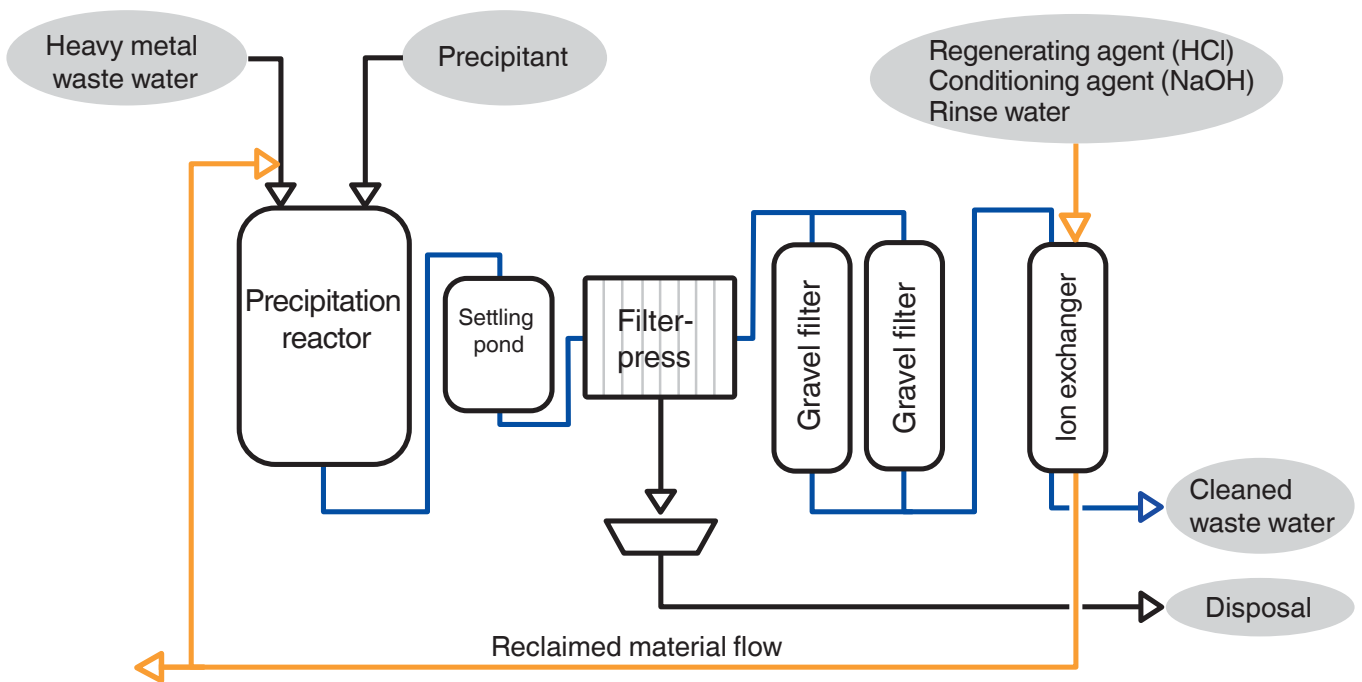 Heavy metal
waste water
Precipitant
Regenerating agent (HCl)
Conditioning agent (NaOH)
Rinse water
Precipitation
reactor
Settling
pond
Filter-
press
Gravel filter
Gravel filter
Ion exchanger
Cleaned
waste water
Disposal
Reclaimed material flow